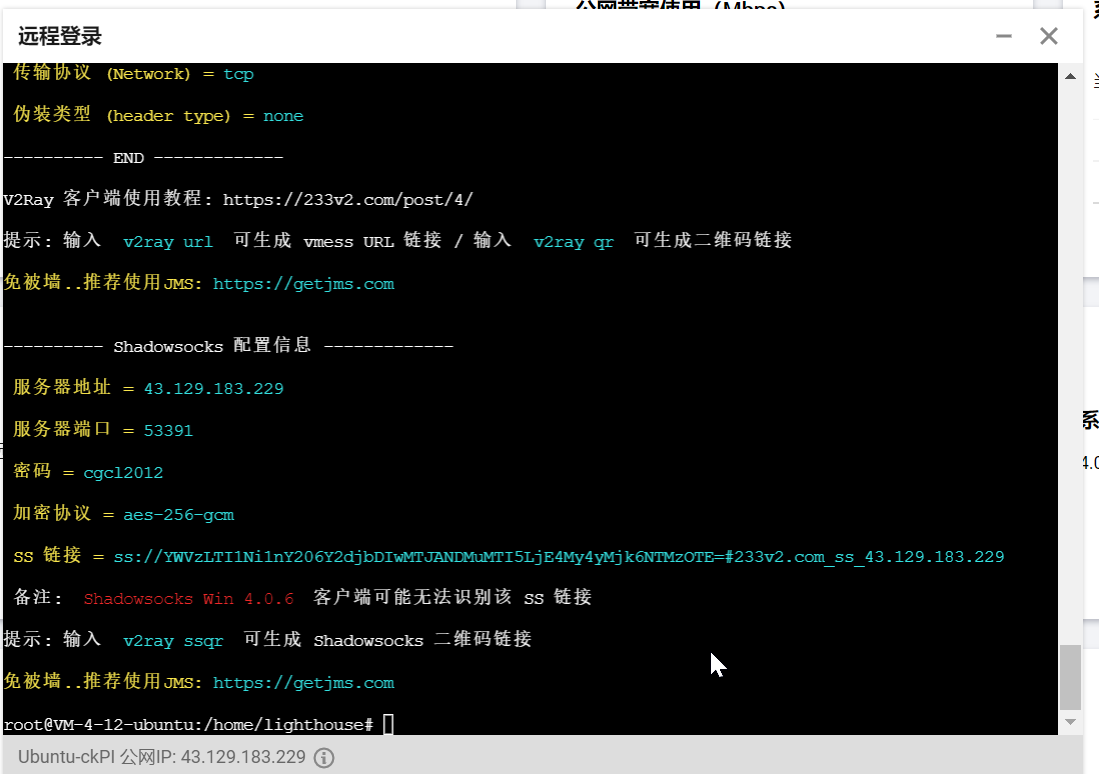 公网带宽使用（Mbps）
远程登录
传输协议 (Network) = tcp
伪装类型 (header type) = none
---------- END -------------
V2Ray 客户端使用教程: https://233v2.com/post/4/
提示: 输入 v2ray url 可生成 vmess URL 链接 / 输入 v2ray qr 可生成二维码链接
免被墙..推荐使用JMS: https://getjms.com
---------- Shadowsocks 配置信息 -------------
服务器地址 = 43.129.183.229
服务器端口 = 53391
密码 = cgcl2012
加密协议 = aes-256-gcm
SS 链接 = ss://YWVzLTI1Ni1nY206Y2djbDIwMTJANDMuMTI5LjE4My4yMjk6NTMzOTE=#233v2.com_ss_43.129.183.229
备注: Shadowsocks Win 4.0.6 客户端可能无法识别该 SS 链接
提示: 输入 v2ray ssqr 可生成 Shadowsocks 二维码链接
免被墙..推荐使用JMS: https://getjms.com
root@VM-4-12-ubuntu:/home/lighthouse#
Ubuntu-ckPI 公网IP: 43.129.183.229
系
4.0